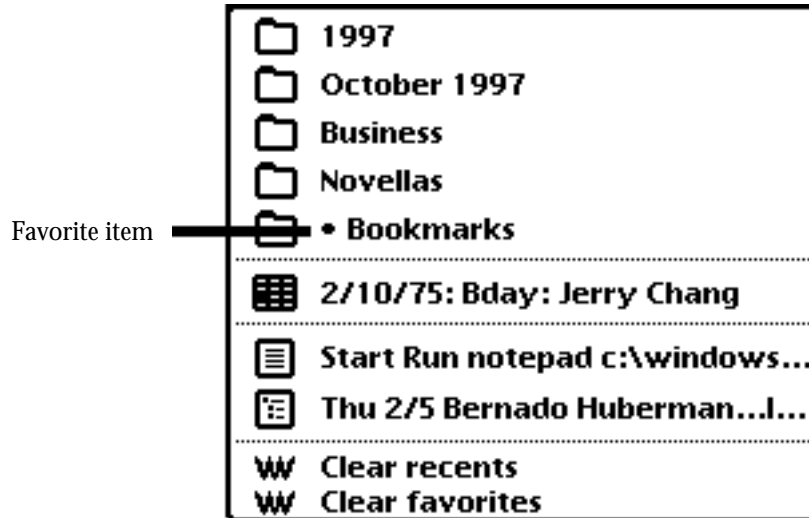 1997
October 1997
Business
Novellas
Favorite item • Bookmarks
2/10/75: Bday: Jerry Chang
Start Run notepad c:\windows...
Thu 2/5 Bernado Huberman...I...
Clear recents
Clear favorites